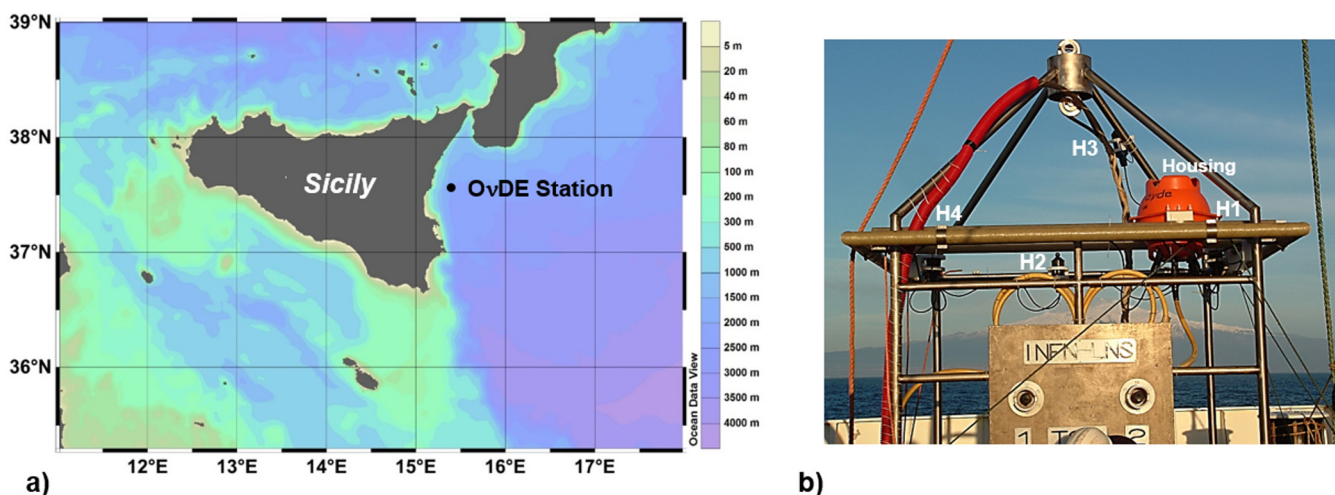 39°N
38°N
37°N
36°N
12°E
13°E
14°E
15°E
16°E
17°E
Sicily
OνDE Station
5 m
20 m
40 m
60 m
80 m
100 m
200 m
300 m
500 m
1000 m
1500 m
2000 m
2500 m
3000 m
4000 m
Ocean Data View
a)
H3
Housing
H4
H1
H2
INFN-LNS
1 T 2
b)